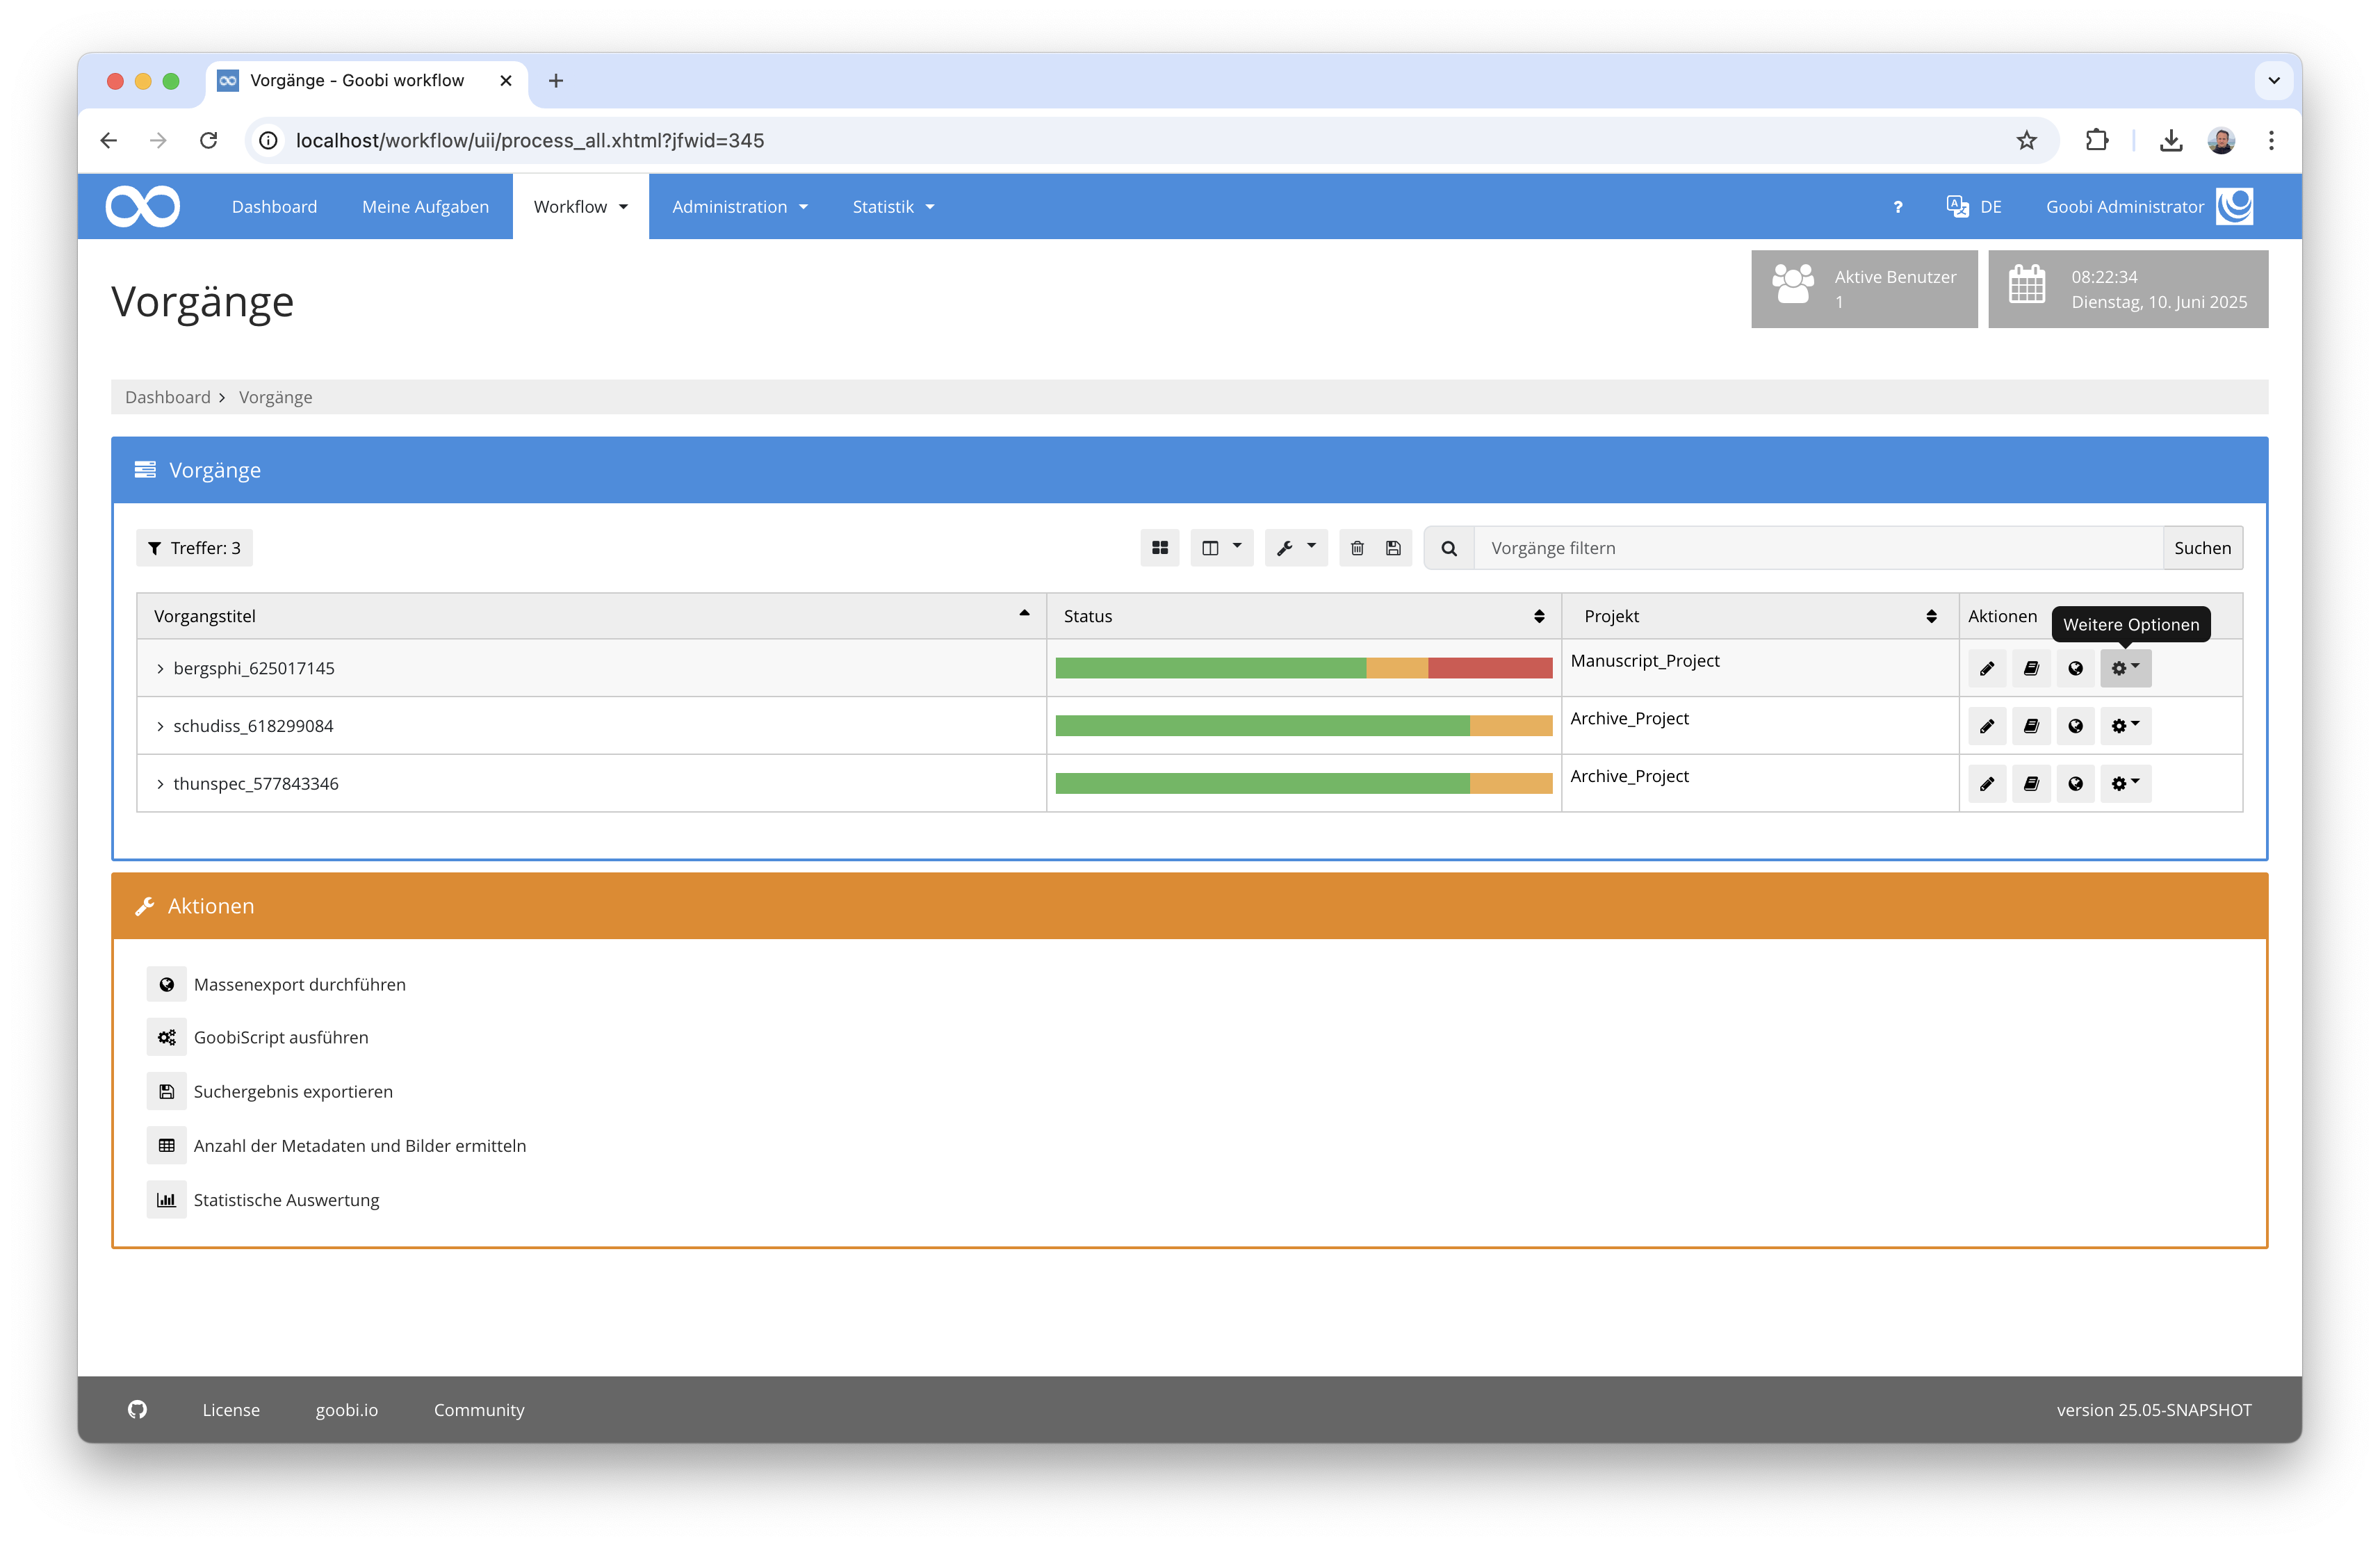 Vorgänge - Goobi workflow
localhost/workflow/uii/process_all.xhtml?jfwid=345
Dashboard Meine Aufgaben Workflow Administration Statistik ? DE Goobi Administrator
Vorgänge
Aktive Benutzer
1
08:22:34
Dienstag, 10. Juni 2025
Dashboard > Vorgänge
Vorgänge
Treffer: 3 Vorgänge filtern Suchen
Vorgangstitel Status Projekt Aktionen
Weitere Optionen
bergsphi_625017145 Manuscript_Project
schudiss_618299084 Archive_Project
thunspec_577843346 Archive_Project
Aktionen
Massenexport durchführen
GoobiScript ausführen
Suchergebnis exportieren
Anzahl der Metadaten und Bilder ermitteln
Statistische Auswertung
License goobi.io Community version 25.05-SNAPSHOT